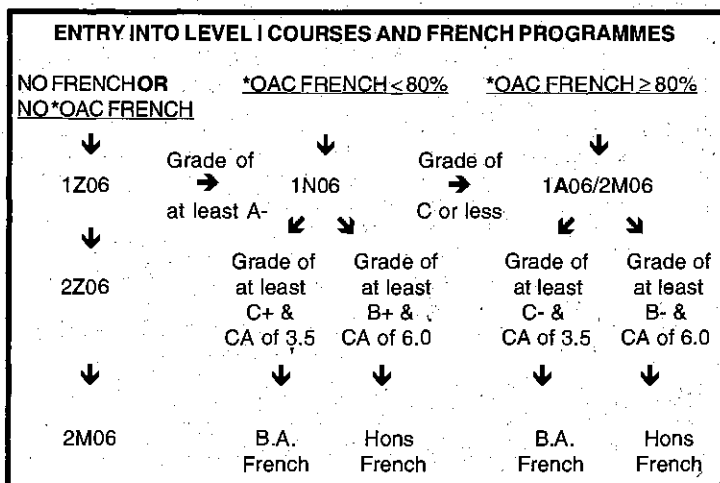 ENTRY INTO LEVEL I COURSES AND FRENCH PROGRAMMES
NO FRENCH OR
NO *OAC FRENCH
*OAC FRENCH < 80%
*OAC FRENCH ≥ 80%
1Z06
Grade of
at least A-
1N06
Grade of
C or less
1A06/2M06
2Z06
Grade of
at least
C+ &
CA of 3.5
Grade of
at least
B+ &
CA of 6.0
Grade of
at least
C- &
CA of 3.5
Grade of
at least
B- &
CA of 6.0
2M06
B.A.
French
Hons
French
B.A.
French
Hons
French